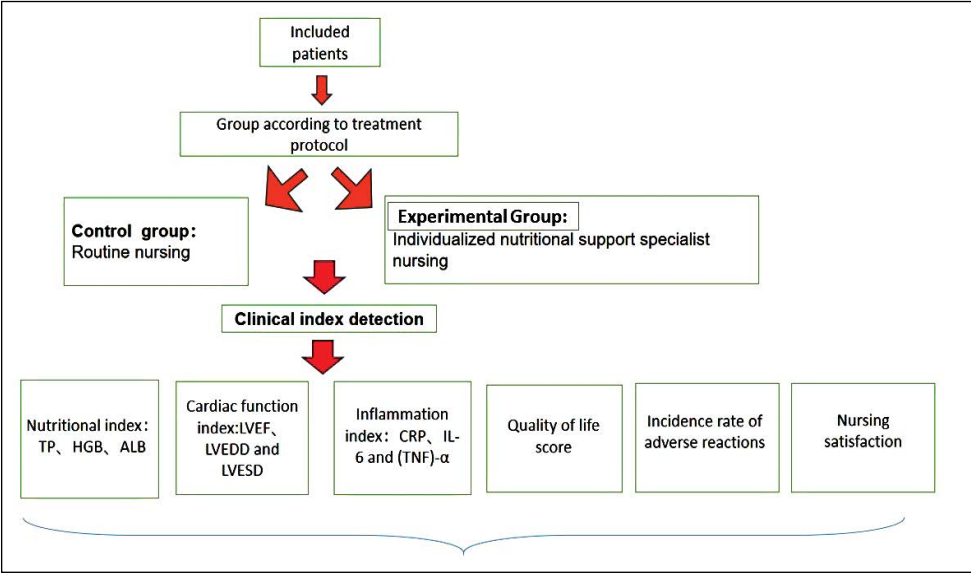 Included
patients
Group according to treatment
protocol
Control group：
Routine nursing
Experimental Group:
Individualized nutritional support specialist
nursing
Clinical index detection
Nutritional index：
TP、HGB、ALB
Cardiac function
index:LVEF、
LVEDD and
LVESD
Inflammation
index：CRP、IL-
6 and (TNF)-α
Quality of life
score
Incidence rate of
adverse reactions
Nursing
satisfaction